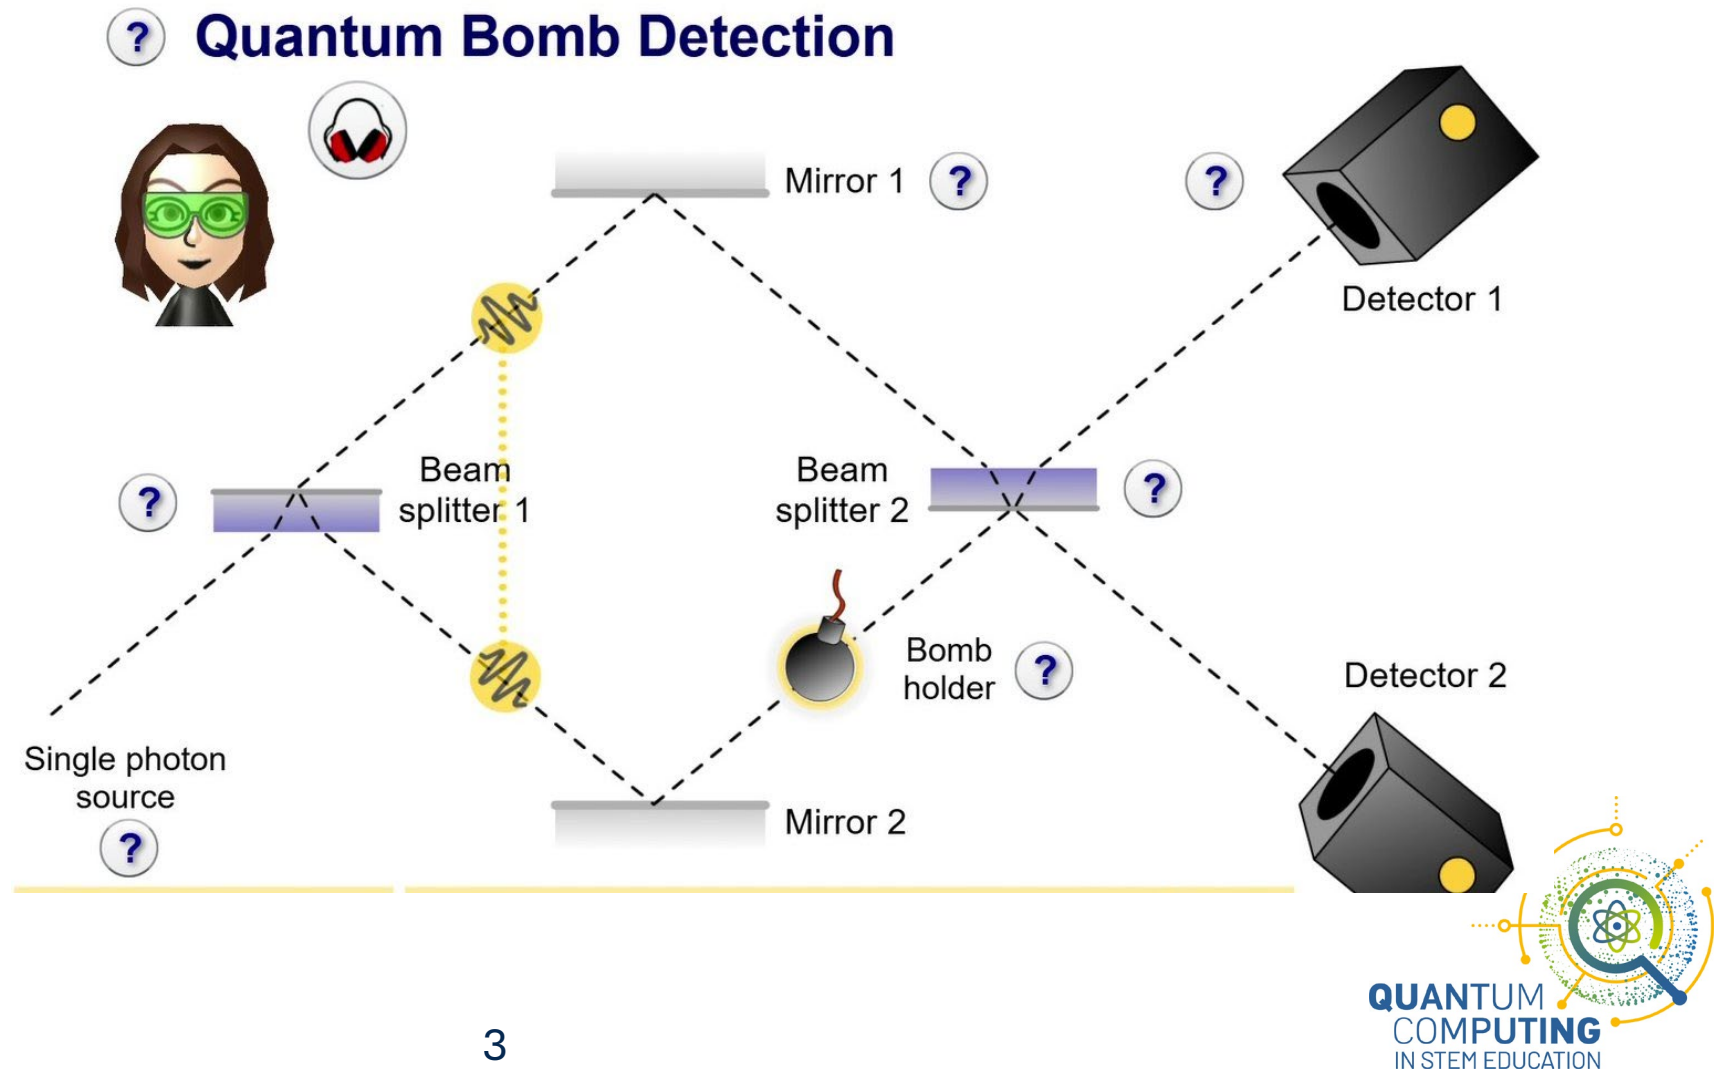 ? Quantum Bomb Detection
Mirror 1 ?
?
Detector 1
?
Beam
splitter 1
Beam
splitter 2
?
Bomb
holder
?
Detector 2
Single photon
source
?
Mirror 2
QUANTUM
COMPUTING
IN STEM EDUCATION
3